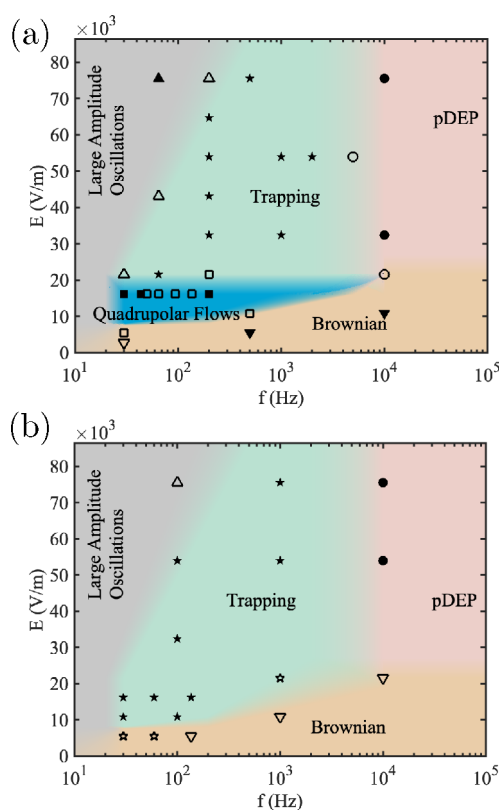 (a)
×10³
80
70
60
50
40
30
20
10
0
E (V/m)
Large Amplitude
Oscillations
pDEP
Trapping
Quadrupolar Flows
Brownian
10¹
10²
10³
10⁴
10⁵
f (Hz)
(b)
×10³
80
70
60
50
40
30
20
10
0
E (V/m)
Large Amplitude
Oscillations
Trapping
pDEP
Brownian
10¹
10²
10³
10⁴
10⁵
f (Hz)